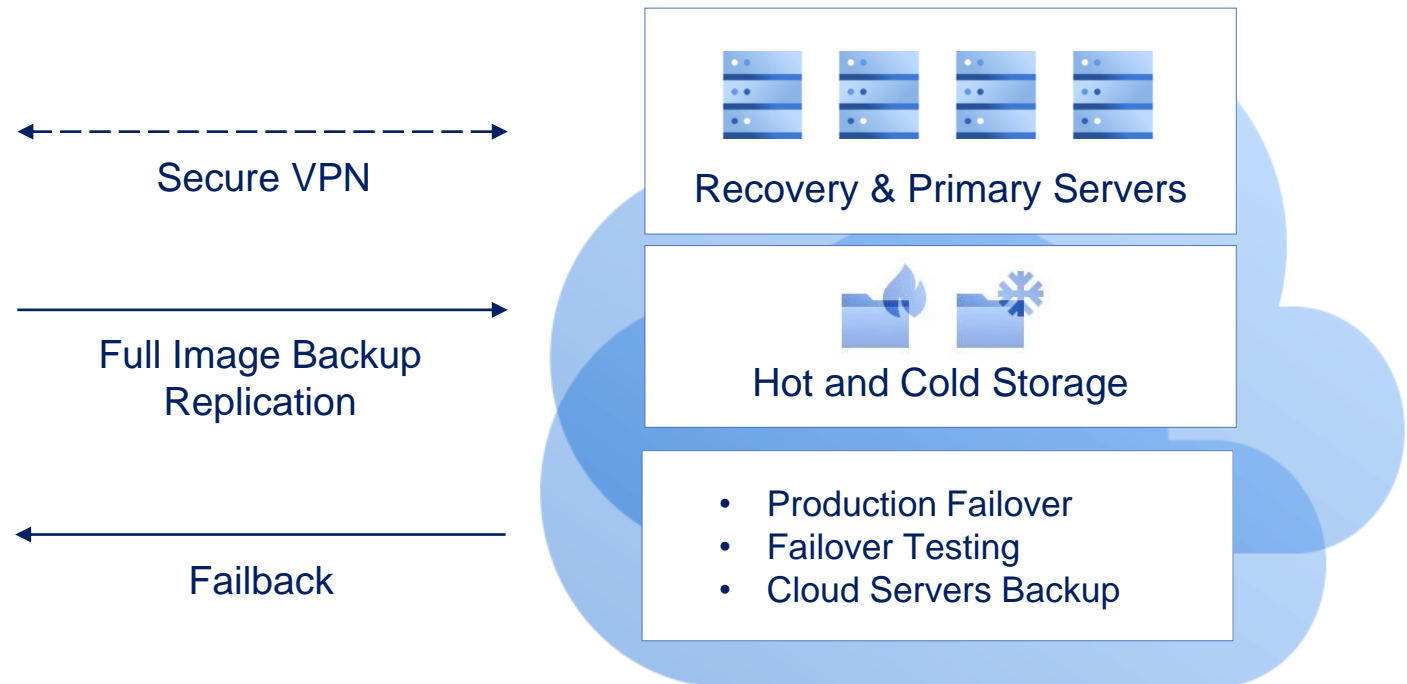 Secure VPN
Full Image Backup
Replication
Failback
Recovery & Primary Servers
Hot and Cold Storage
• Production Failover
• Failover Testing
• Cloud Servers Backup